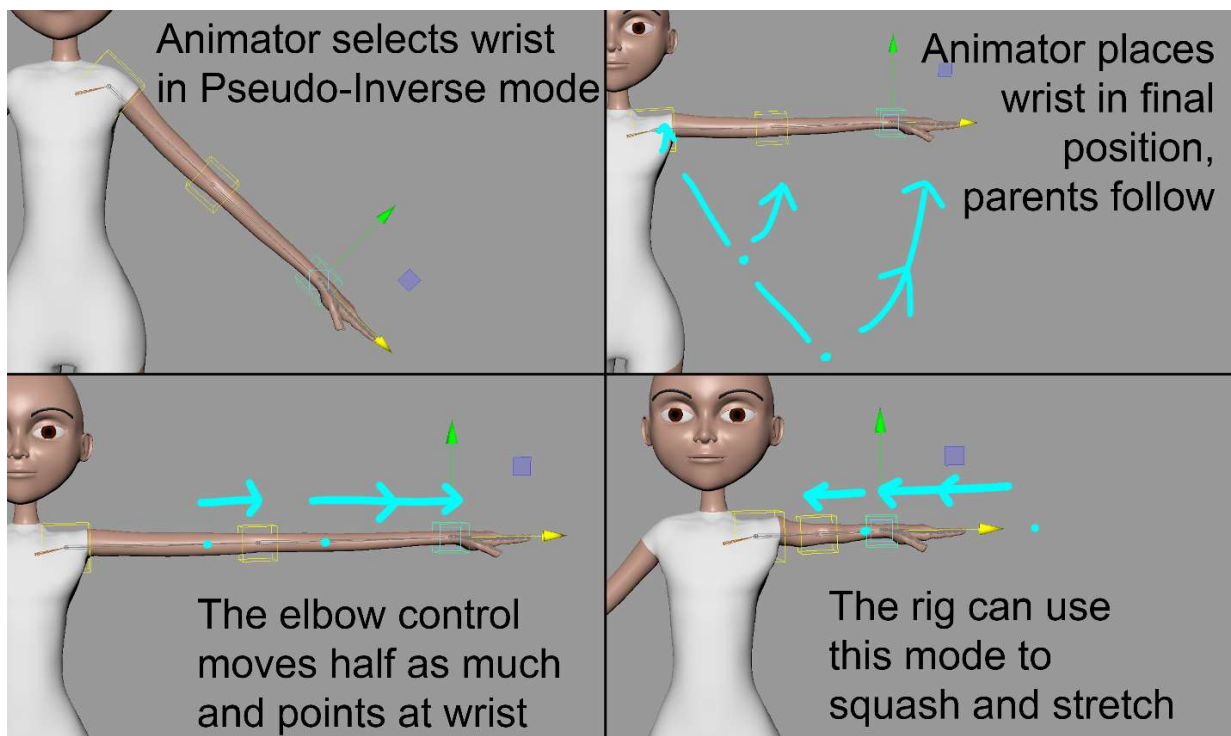 Animator selects wrist
in Pseudo-Inverse mode
Animator places
wrist in final
position,
parents follow
The elbow control
moves half as much
and points at wrist
The rig can use
this mode to
squash and stretch